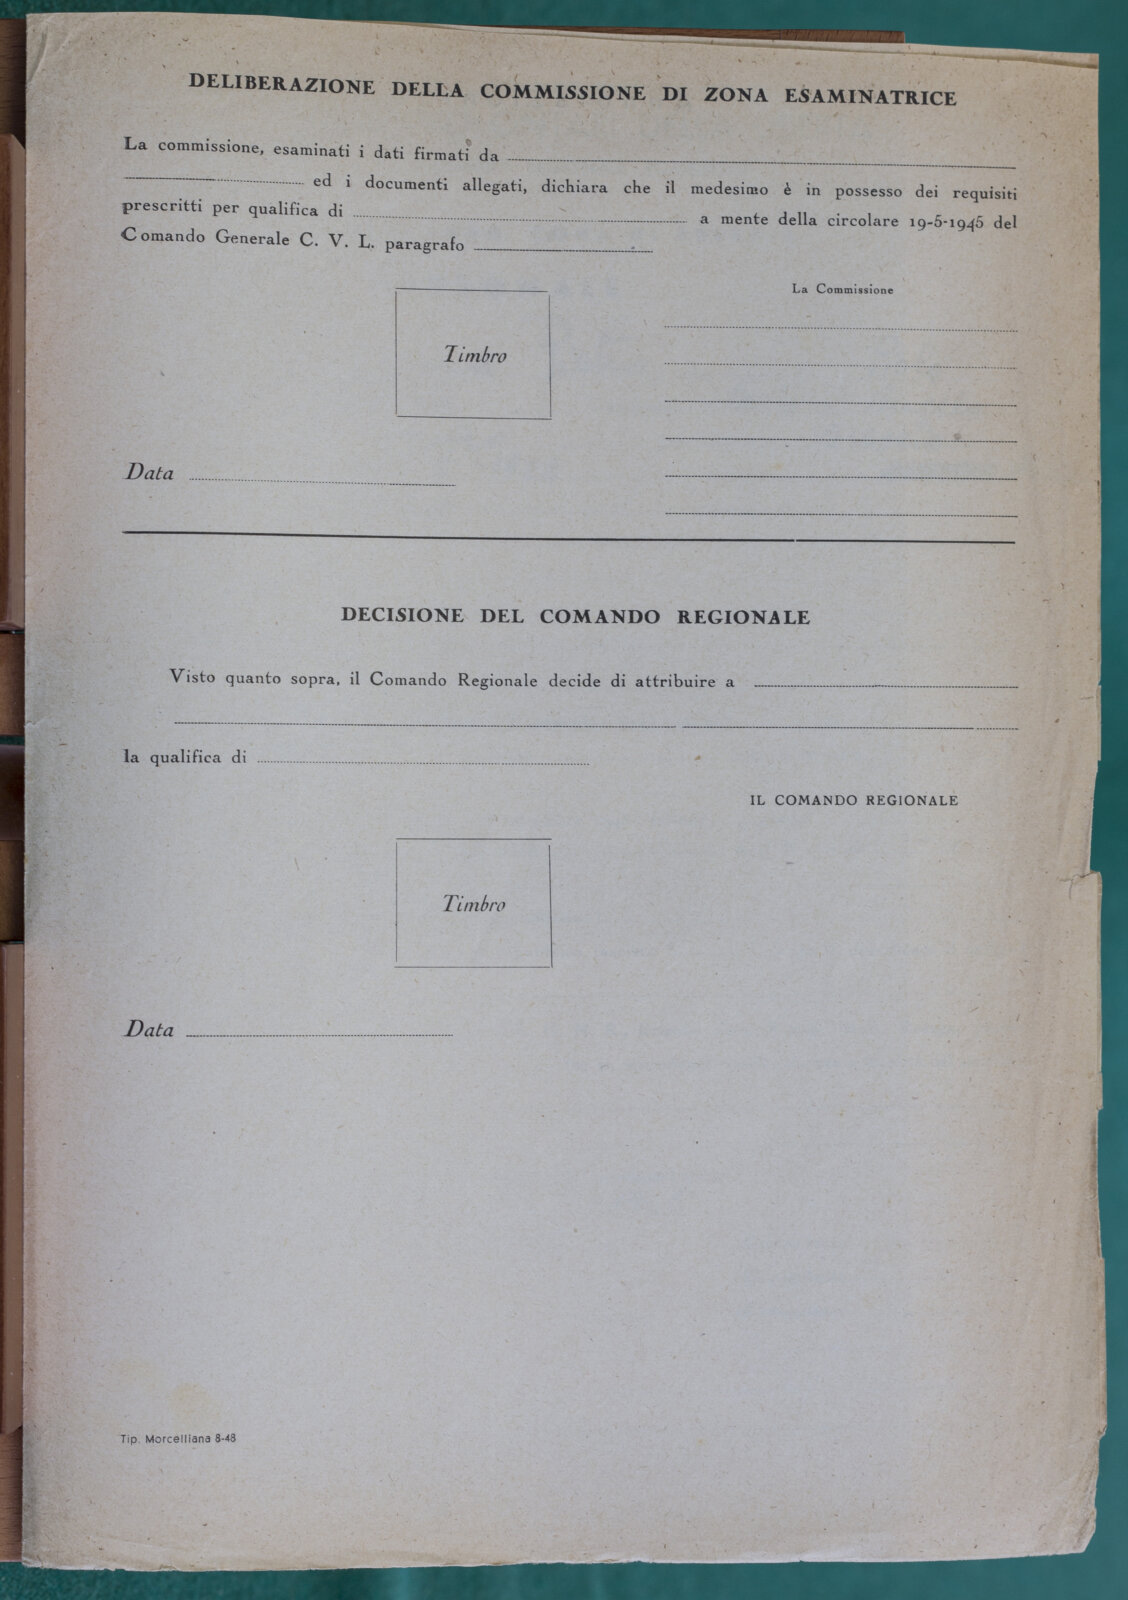 DELIBERAZIONE DELLA COMMISSIONE DI ZONA ESAMINATRICE
La commissione, esaminati i dati firmati da
ed i documenti allegati, dichiara che il medesimo è in possesso dei requisiti
prescritti per qualifica di a mente della circolare 19-5-1945 del
Comando Generale C. V. L. paragrafo
La Commissione
Timbro
Data
DECISIONE DEL COMANDO REGIONALE
Visto quanto sopra, il Comando Regionale decide di attribuire a
la qualifica di
IL COMANDO REGIONALE
Timbro
Data
Tip. Morcelliana 8-48